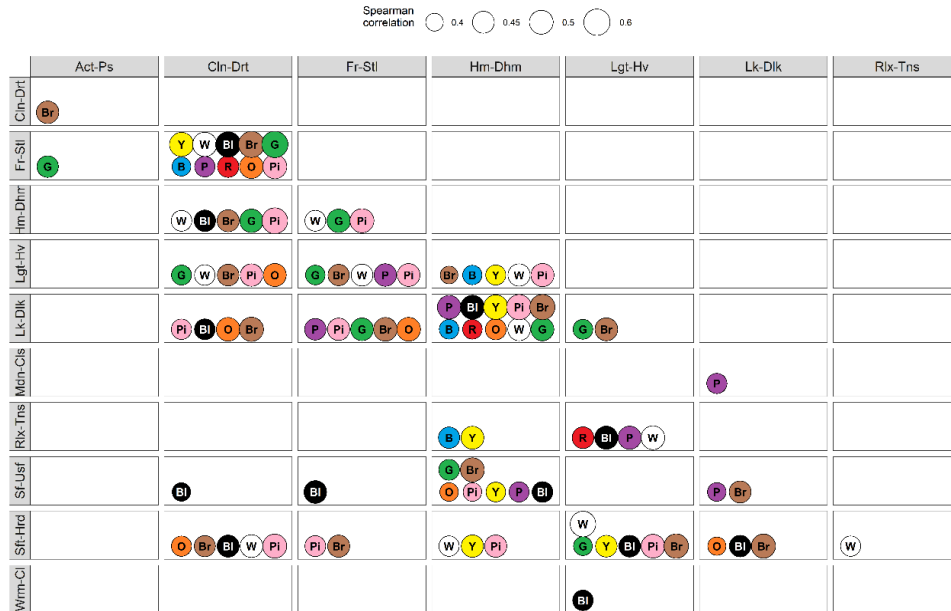 Spearman
correlation 0.4 0.45 0.5 0.6
Act-Ps Cln-Drt Fr-Stl Hm-Dhm Lgt-Hv Lk-Dlk Rlx-Tns
Cln-Drt
Br
Fr-Stl
Y W Bl Br G
G B P R O Pi
Hm-Dhm
W Bl Br G Pi W G Pi
Lgt-Hv
G W Br Pi O G Br W P Pi Br B Y W Pi
Lk-Dlk
P Bl Y Pi Br
Pi Bl O Br P Pi G Br O B R O W G G Br
Mdn-Cls
P
Rlx-Tns
B Y R Bl P W
Sf-Usf
G Br
Bl Bl O Pi Y P Bl P Br
Sft-Hrd
W
O Br Bl W Pi Pi Br W Y Pi G Y Bl Pi Br O Bl Br W
Wrm-Cl
Bl